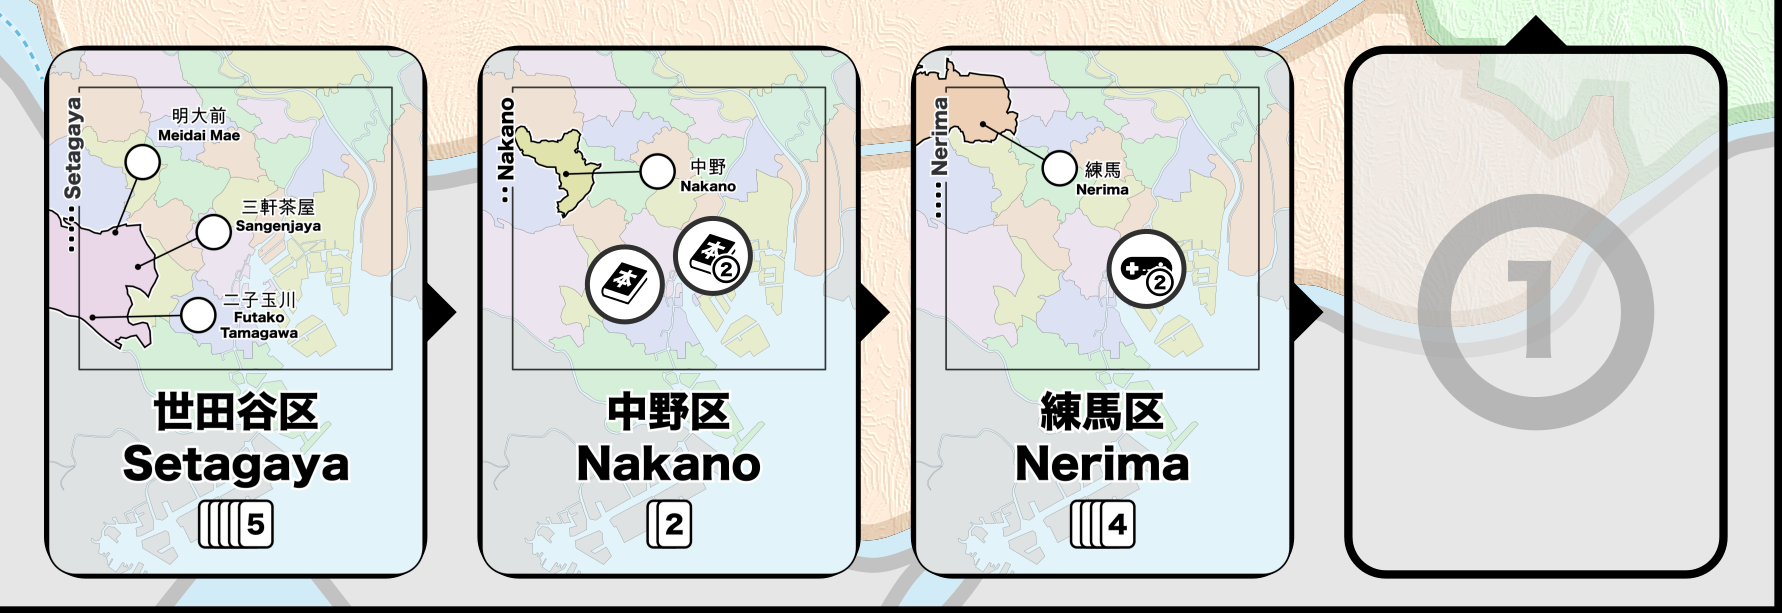 Setagaya
明大前
Meidai Mae
三軒茶屋
Sangenjaya
二子玉川
Futako
Tamagawa
世田谷区
Setagaya
5
Nakano
中野
Nakano
本
本
2
中野区
Nakano
2
Nerima
練馬
Nerima
2
練馬区
Nerima
4
1